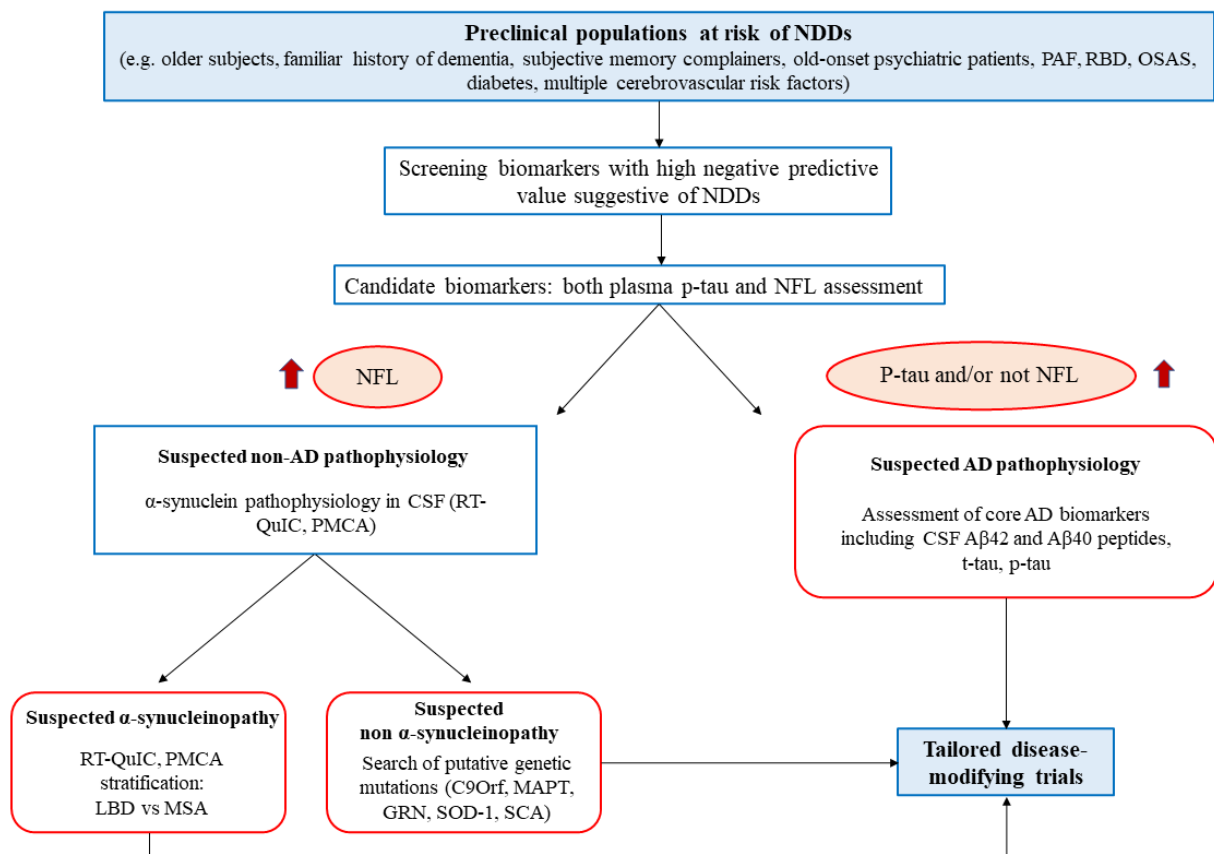 Preclinical populations at risk of NDDs
(e.g. older subjects, familiar history of dementia, subjective memory complainers, old-onset psychiatric patients, PAF, RBD, OSAS,
diabetes, multiple cerebrovascular risk factors)
Screening biomarkers with high negative predictive
value suggestive of NDDs
Candidate biomarkers: both plasma p-tau and NFL assessment
NFL
P-tau and/or not NFL
Suspected non-AD pathophysiology
α-synuclein pathophysiology in CSF (RT-
QuIC, PMCA)
Suspected AD pathophysiology
Assessment of core AD biomarkers
including CSF Aβ42 and Aβ40 peptides,
t-tau, p-tau
Suspected α-synucleinopathy
RT-QuIC, PMCA
stratification:
LBD vs MSA
Suspected
non α-synucleinopathy
Search of putative genetic
mutations (C9Orf, MAPT,
GRN, SOD-1, SCA)
Tailored disease-
modifying trials